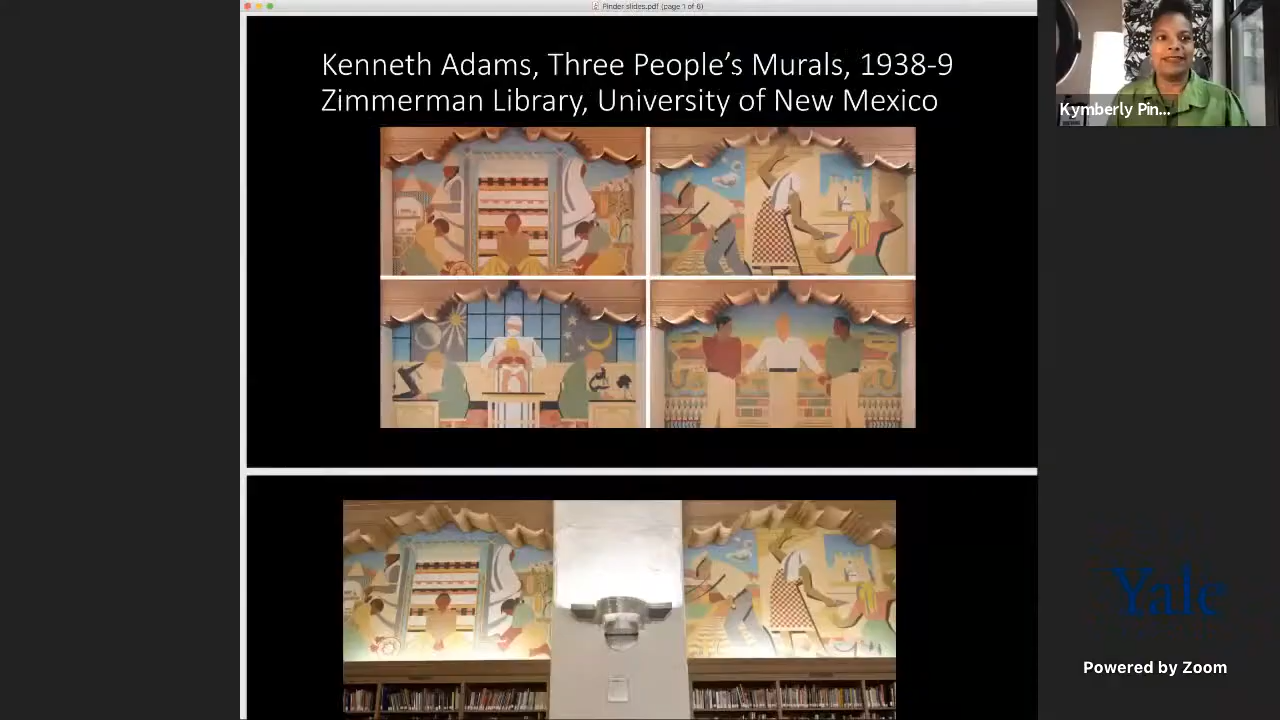 Pinder slides.pdf (page 1 of 6)
Kenneth Adams, Three People's Murals, 1938-9
Zimmerman Library, University of New Mexico
Kymberly Pin...
Yale
Powered by Zoom